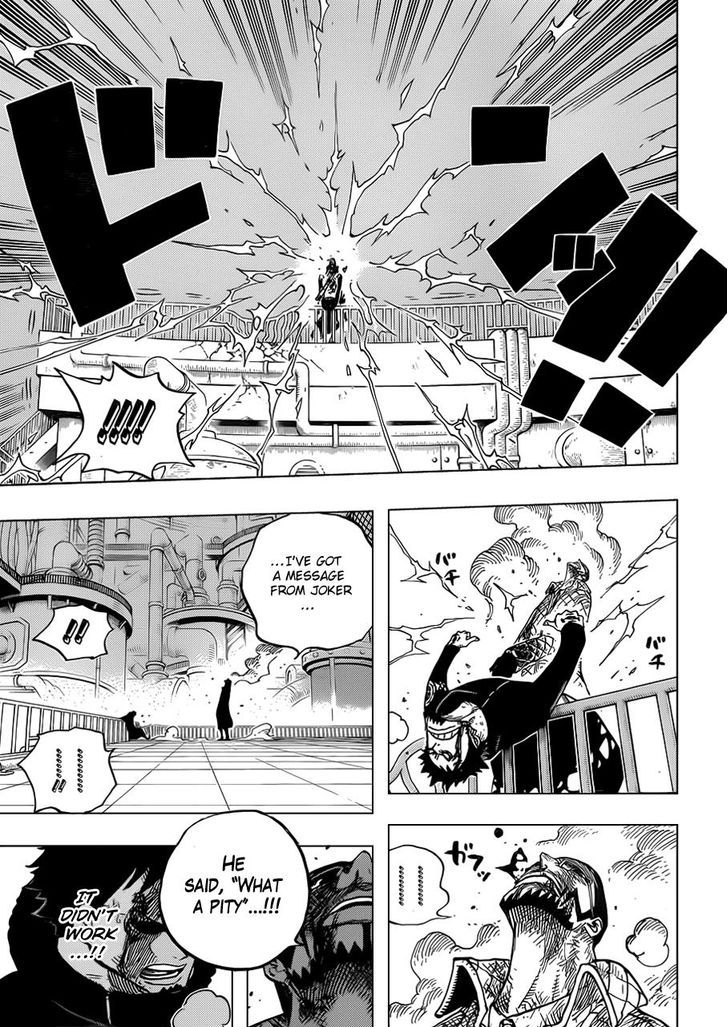 ドーン!!!
!!!!!
バチ
バチ
...I'VE GOT
A MESSAGE
FROM JOKER
...
!!
!!
ガフッ
!!
HE
SAID, "WHAT
A PITY"...!!!
IT
DIDN'T
WORK
...!!